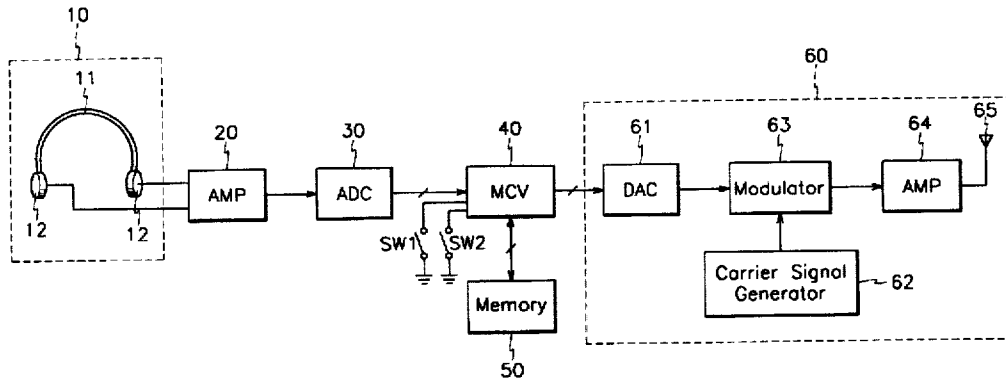 10
60
11
65
20
30
40
61
63
64
AMP
ADC
MCV
DAC
Modulator
AMP
12
12
SW1
SW2
Carrier Signal
Generator
62
Memory
50